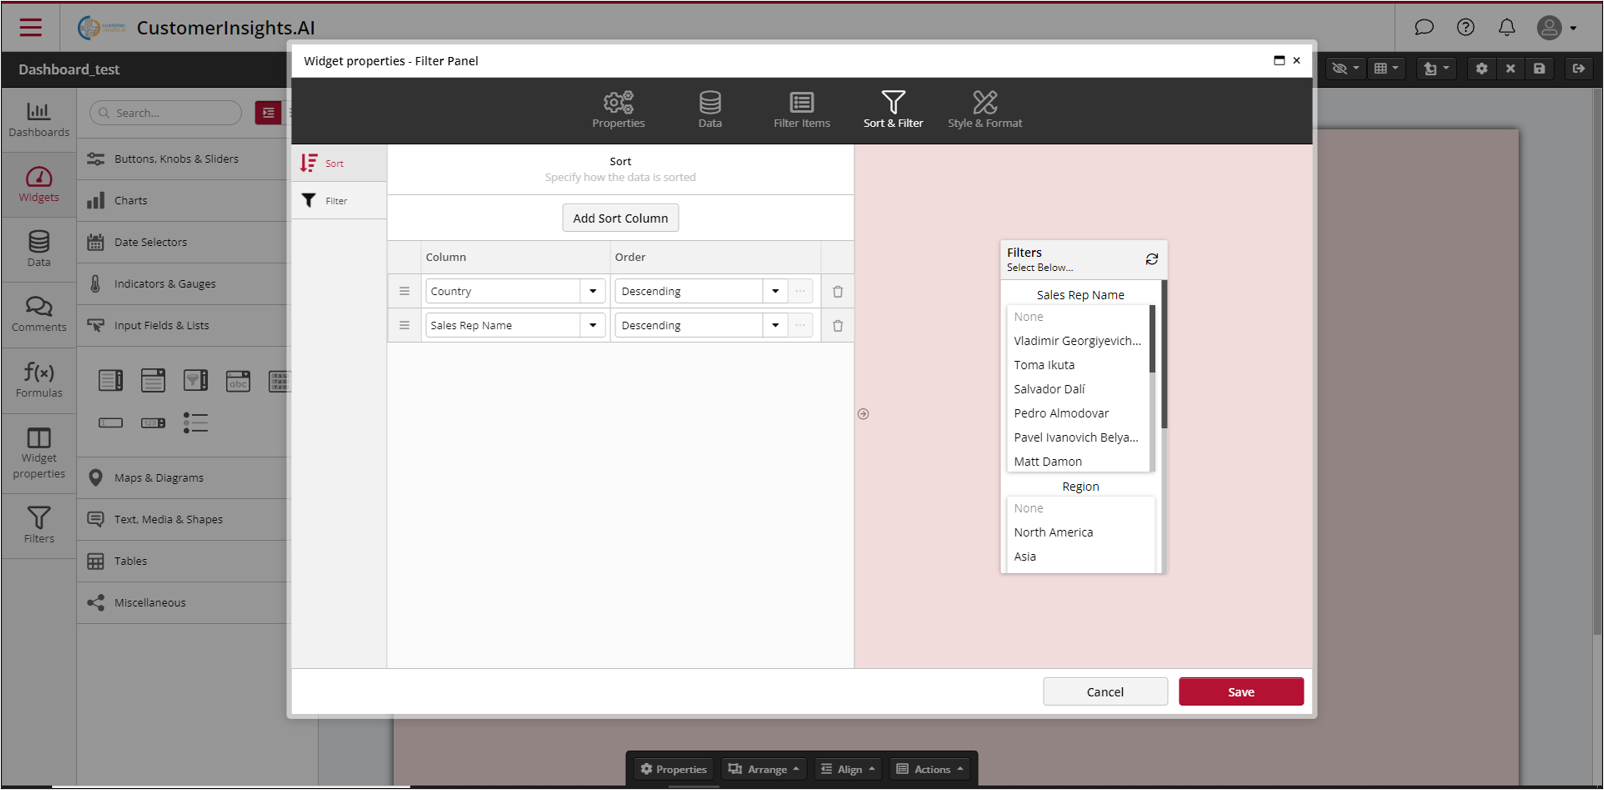 CustomerInsights.AI
Dashboard_test
Dashboards
Widgets
Data
Comments
Formulas
Widget
properties
Filters
Search...
Buttons, Knobs & Sliders
Charts
Date Selectors
Indicators & Gauges
Input Fields & Lists
abc
Maps & Diagrams
Text, Media & Shapes
Tables
Miscellaneous
Widget properties - Filter Panel
Properties
Data
Filter Items
Sort & Filter
Style & Format
Sort
Filter
Sort
Specify how the data is sorted
Add Sort Column
Column Order
Country Descending ...
Sales Rep Name Descending ...
Filters
Select Below...
Sales Rep Name
None
Vladimir Georgiyevich...
Toma Ikuta
Salvador Dalí
Pedro Almodovar
Pavel Ivanovich Belya...
Matt Damon
Region
None
North America
Asia
Cancel
Save
Properties Arrange Align Actions